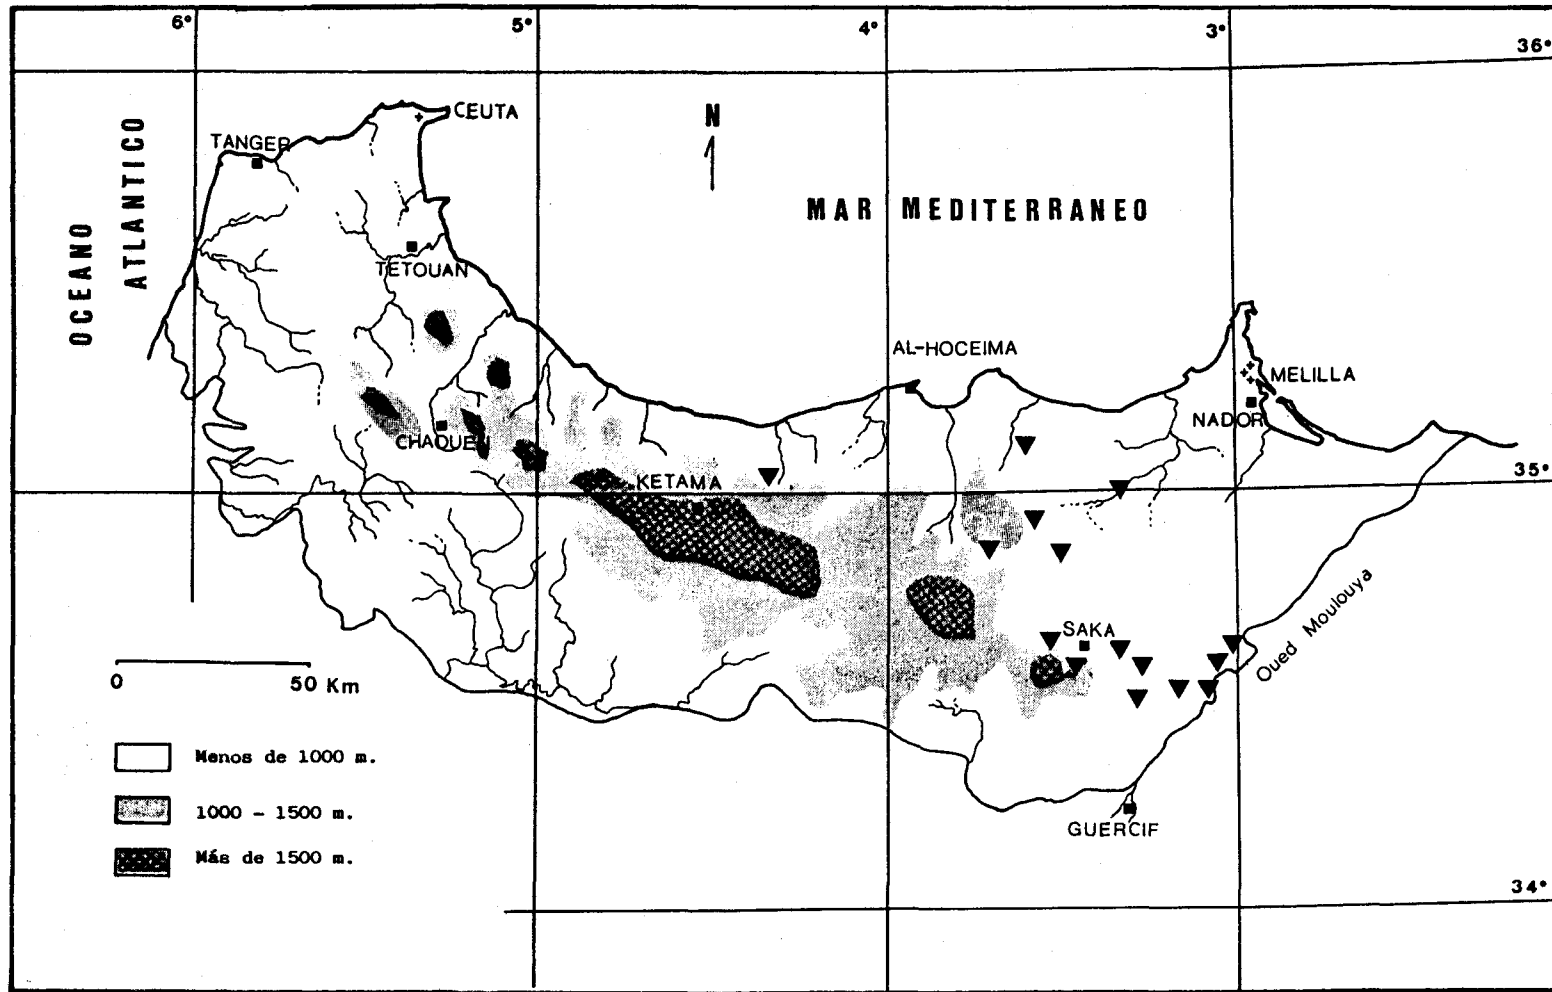 6° 5° 4° 3°
36°
CEUTA
TANGER
N
OCEANO
ATLANTICO
MAR MEDITERRANEO
TETOUAN
AL-HOCEIMA
MELILLA
NADOR
CHAOUEN
35°
KETAMA
Oued Moulouya
SAKA
0 50 Km
Menos de 1000 m.
1000 - 1500 m.
Más de 1500 m.
GUERCIF
34°